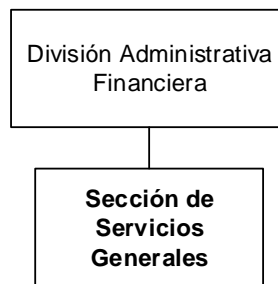 División Administrativa
Financiera
Sección de
Servicios
Generales